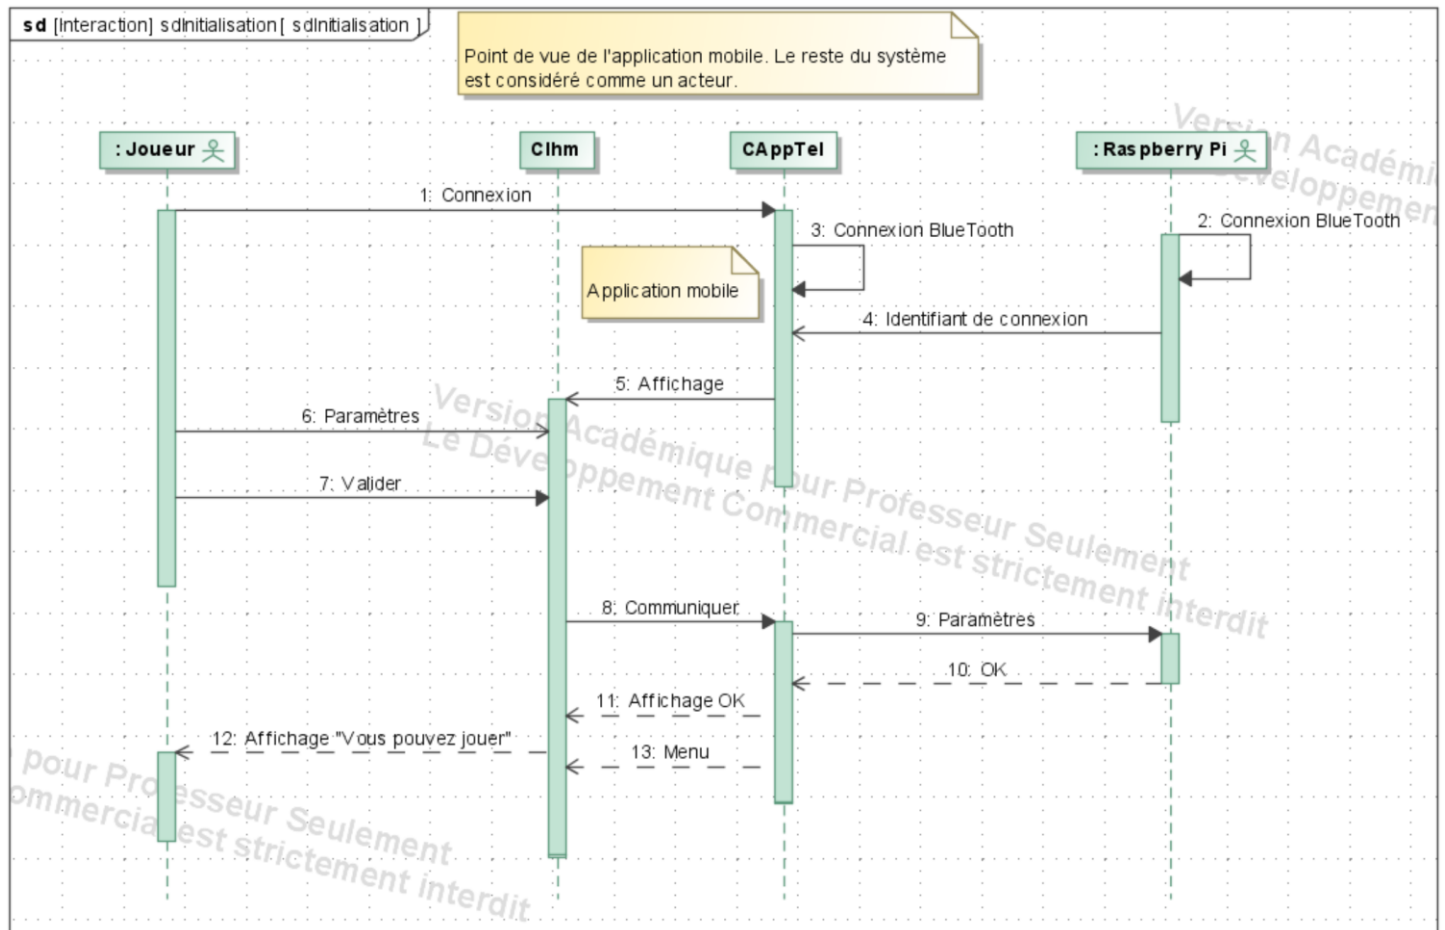 sd [Interaction] sdInitialisation [ sdInitialisation ]
Point de vue de l'application mobile. Le reste du système
est considéré comme un acteur.
: Joueur
CIhm
CAppTel
: Raspberry Pi
Version Académi
Développemen
1: Connexion
2: Connexion BlueTooth
3: Connexion BlueTooth
Application mobile
4: Identifiant de connexion
5: Affichage
6: Paramètres
Version Académique pour Professeur Seulement
Le Développement Commercial est strictement interdit
7: Valider
8: Communiquer
9: Paramètres
10: OK
11: Affichage OK
12: Affichage "Vous pouvez jouer"
13: Menu
pour Professeur Seulement
ommercial est strictement interdit